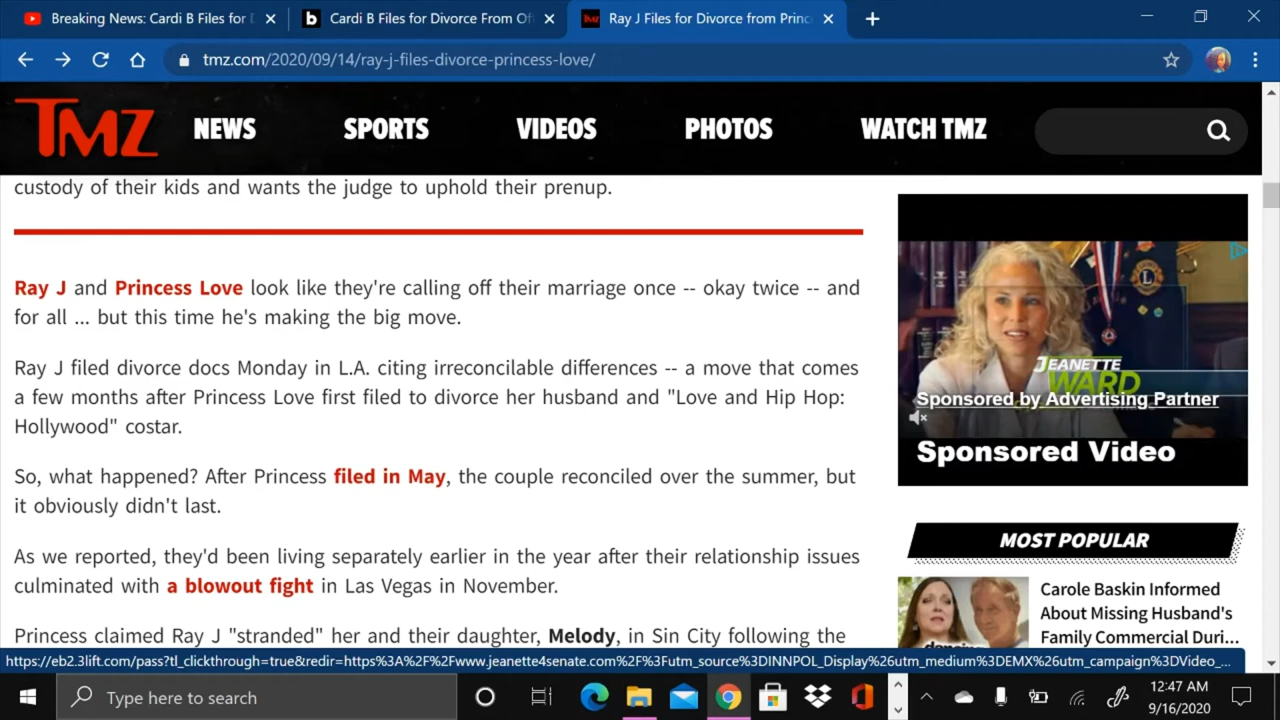 Breaking News: Cardi B Files for D
Cardi B Files for Divorce From Of
TMZ
Ray J Files for Divorce from Princ
tmz.com/2020/09/14/ray-j-files-divorce-princess-love/
TMZ
NEWS
SPORTS
VIDEOS
PHOTOS
WATCH TMZ
custody of their kids and wants the judge to uphold their prenup.
Ray J and Princess Love look like they're calling off their marriage once -- okay twice -- and
for all ... but this time he's making the big move.
Ray J filed divorce docs Monday in L.A. citing irreconcilable differences -- a move that comes
a few months after Princess Love first filed to divorce her husband and "Love and Hip Hop:
Hollywood" costar.
So, what happened? After Princess filed in May, the couple reconciled over the summer, but
it obviously didn't last.
As we reported, they'd been living separately earlier in the year after their relationship issues
culminated with a blowout fight in Las Vegas in November.
Princess claimed Ray J "stranded" her and their daughter, Melody, in Sin City following the
JEANETTE
WARD
Sponsored by Advertising Partner
Sponsored Video
MOST POPULAR
Carole Baskin Informed
About Missing Husband's
Family Commercial Duri...
https://eb2.3lift.com/pass?tl_clickthrough=true&redir=https%3A%2F%2Fwww.jeanette4senate.com%2F%3Futm_source%3DINNPOL_Display%26utm_medium%3DEMX%26utm_campaign%3DVideo_...
Type here to search
12:47 AM
9/16/2020